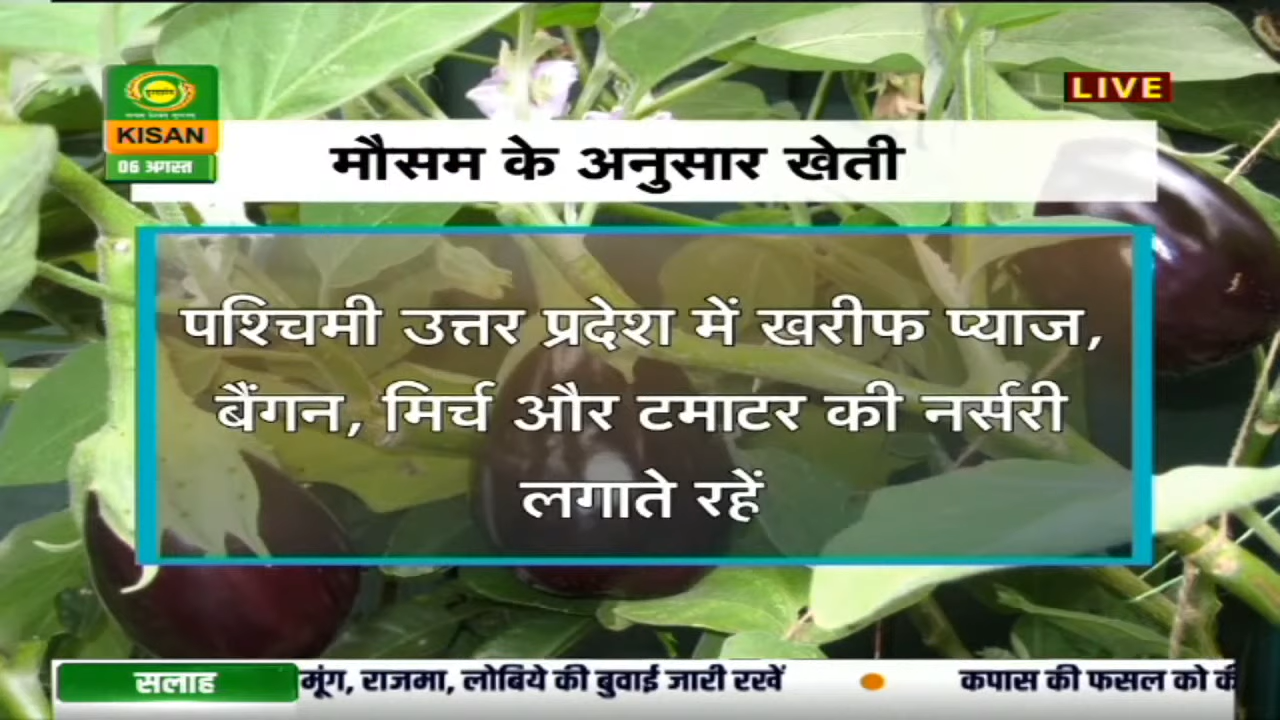 LIVE
KISAN
06 अगस्त
मौसम के अनुसार खेती
पश्चिमी उत्तर प्रदेश में खरीफ प्याज,
बैंगन, मिर्च और टमाटर की नर्सरी
लगाते रहें
सलाह
मूंग, राजमा, लोबिये की बुवाई जारी रखें
कपास की फसल को